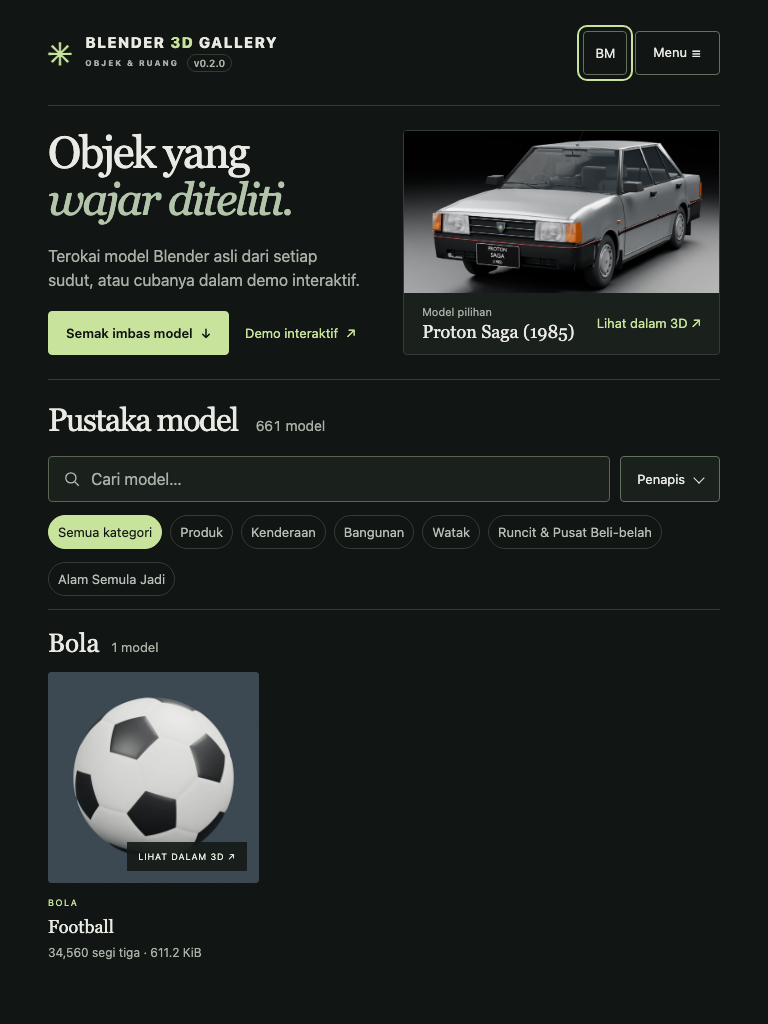 BLENDER 3D GALLERY
OBJEK & RUANG v0.2.0
BM
Menu ≡
Objek yang
wajar diteliti.
Terokai model Blender asli dari setiap
sudut, atau cubanya dalam demo interaktif.
Semak imbas model ↓
Demo interaktif ↗
PROTON
SAGA
Model pilihan
Proton Saga (1985)
Lihat dalam 3D ↗
Pustaka model 661 model
Cari model...
Penapis
Semua kategori Produk Kenderaan Bangunan Watak Runcit & Pusat Beli-belah
Alam Semula Jadi
Bola 1 model
LIHAT DALAM 3D ↗
BOLA
Football
34,560 segi tiga · 611.2 KiB